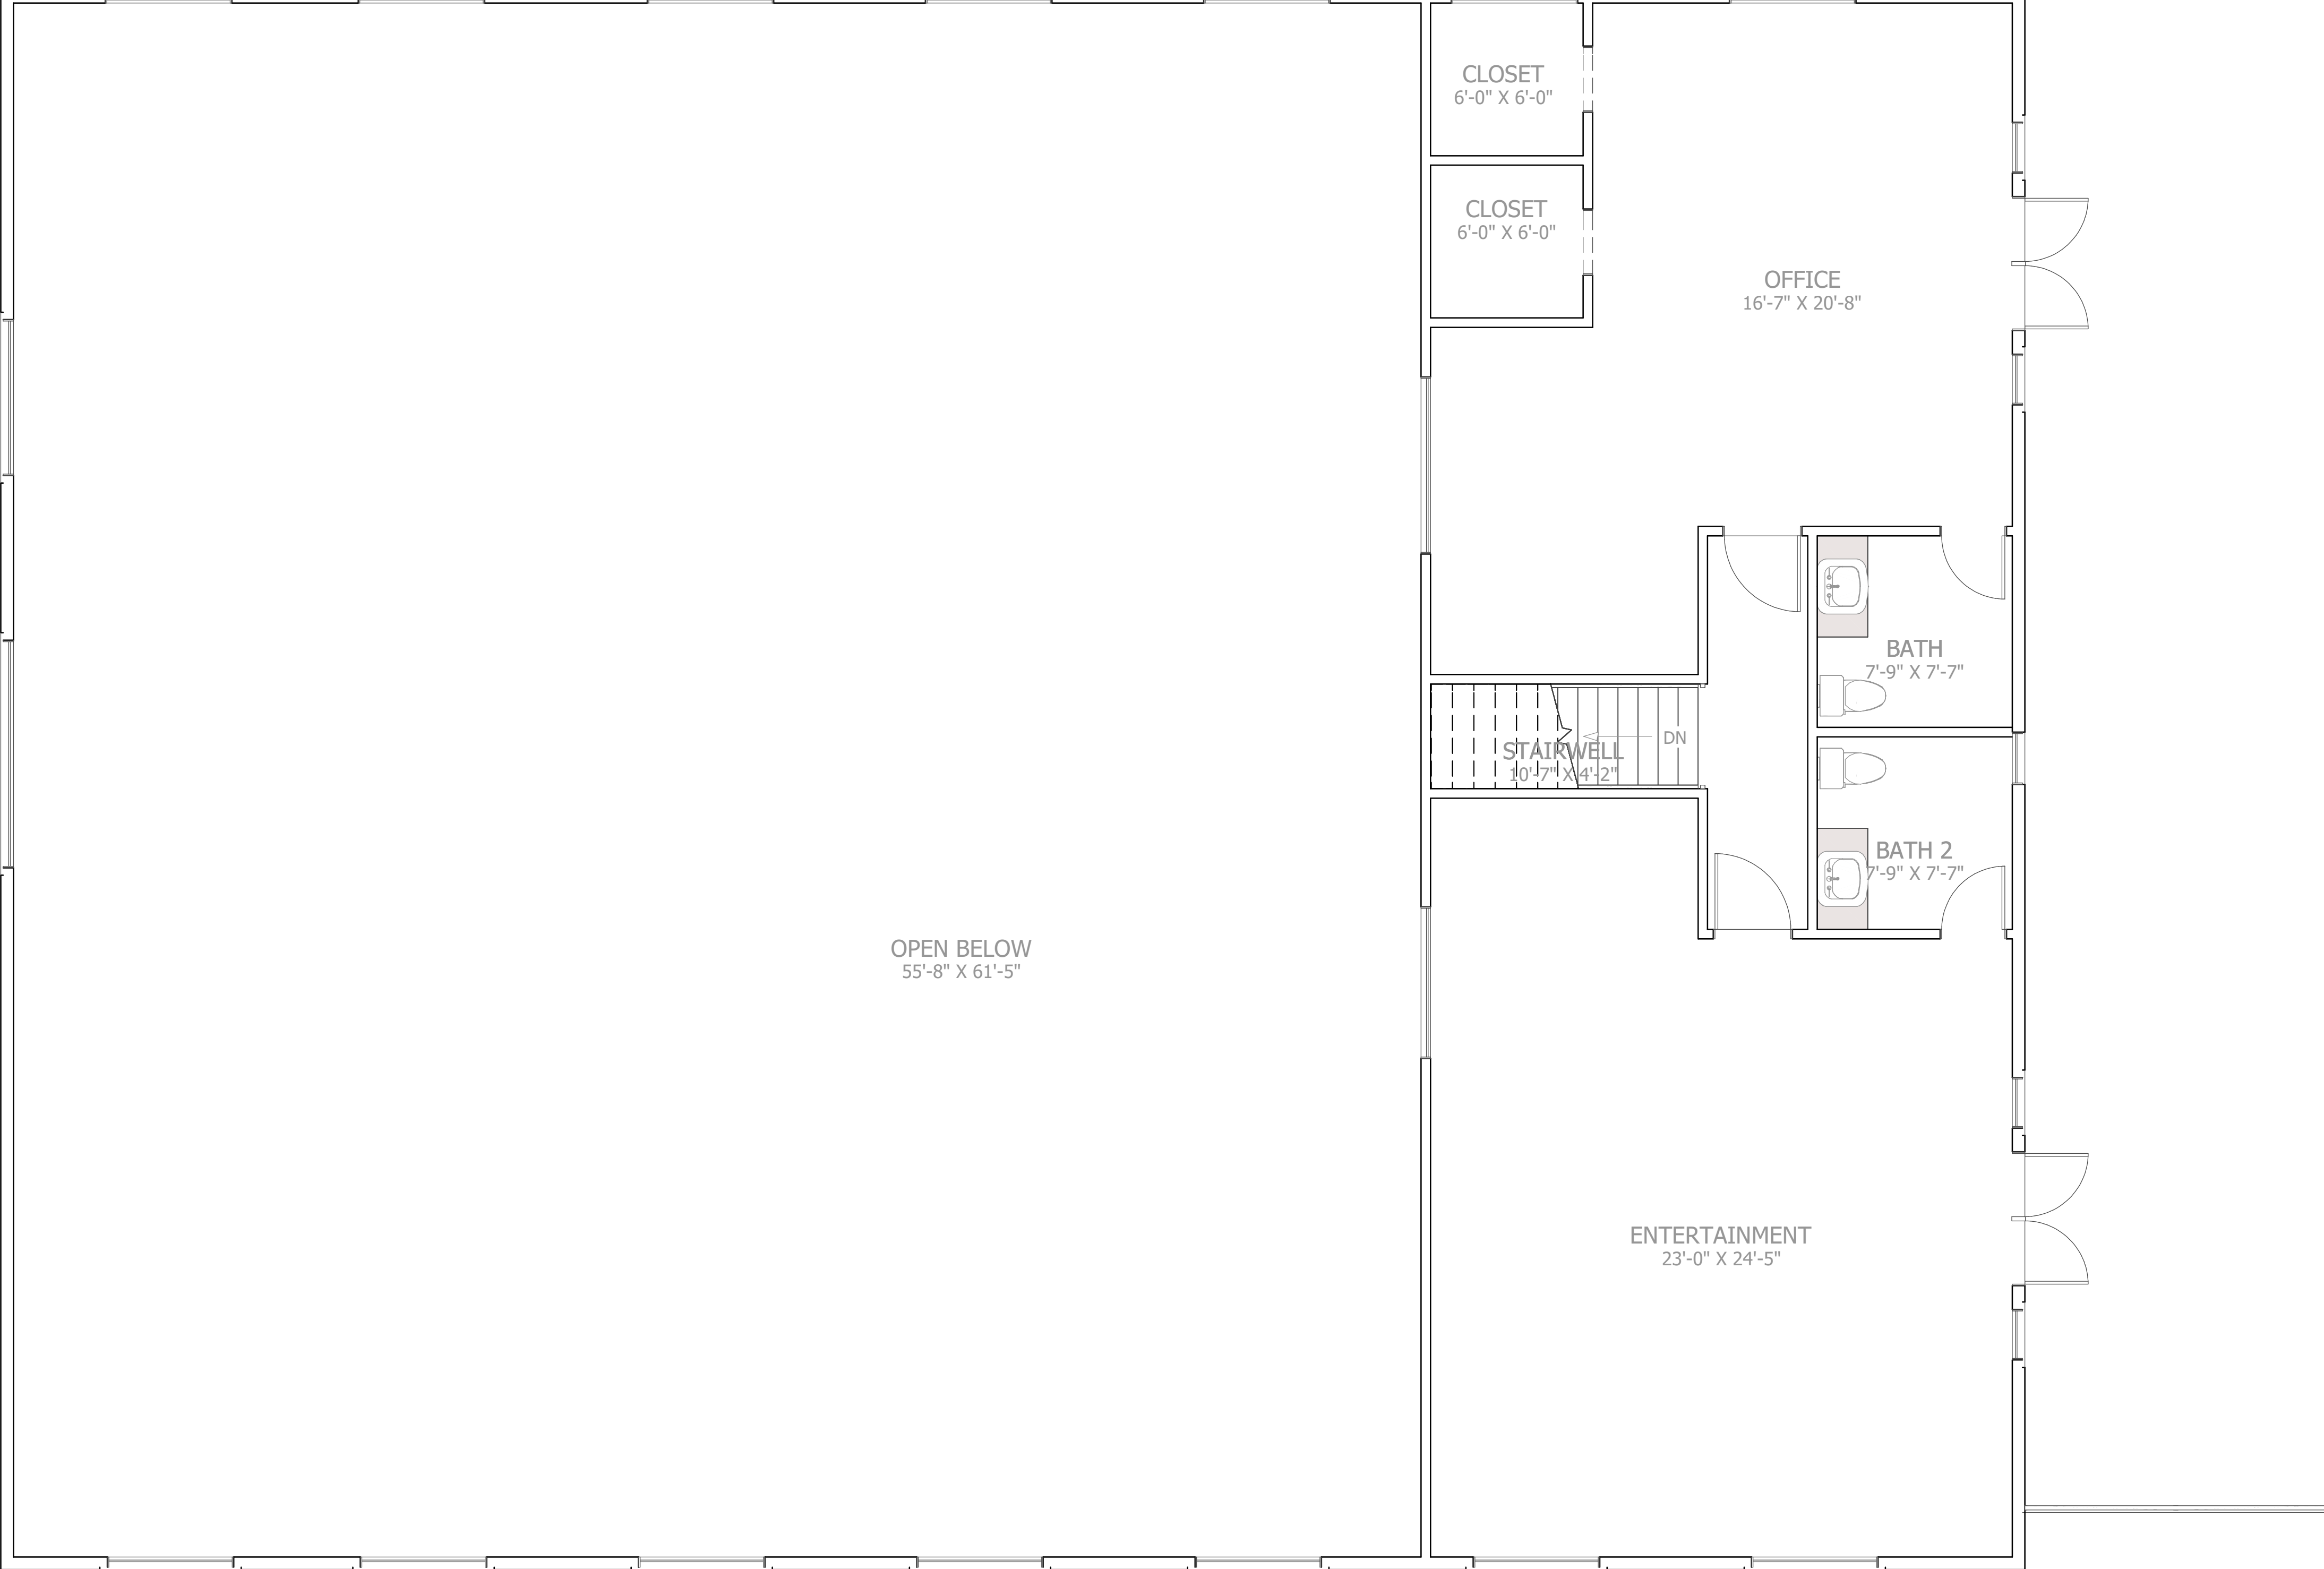 CLOSET
6'-0" X 6'-0"
CLOSET
6'-0" X 6'-0"
OFFICE
16'-7" X 20'-8"
BATH
7'-9" X 7'-7"
DN
STAIRWELL
10'-7" X 4'-2"
BATH 2
7'-9" X 7'-7"
OPEN BELOW
55'-8" X 61'-5"
ENTERTAINMENT
23'-0" X 24'-5"